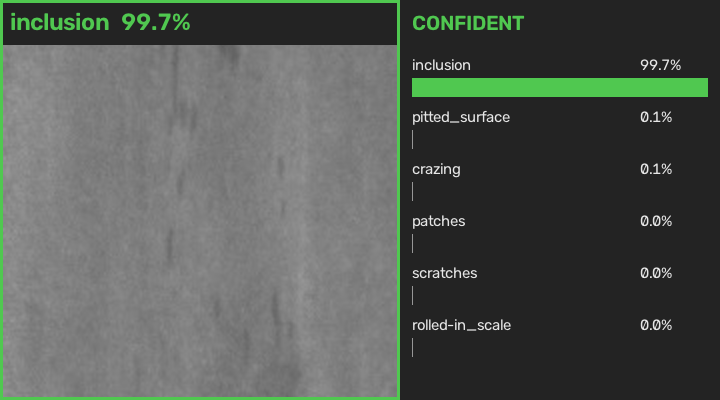 inclusion 99.7%
CONFIDENT
inclusion 99.7%
pitted_surface 0.1%
crazing 0.1%
patches 0.0%
scratches 0.0%
rolled-in_scale 0.0%